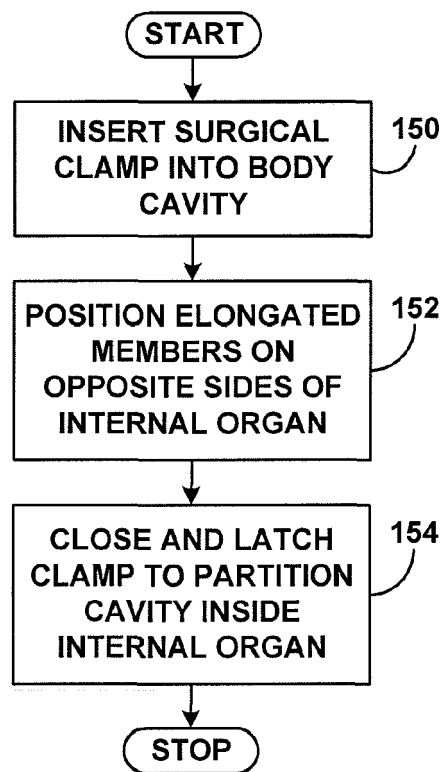 START
INSERT SURGICAL
CLAMP INTO BODY
CAVITY
150
POSITION ELONGATED
MEMBERS ON
OPPOSITE SIDES OF
INTERNAL ORGAN
152
CLOSE AND LATCH
CLAMP TO PARTITION
CAVITY INSIDE
INTERNAL ORGAN
154
STOP